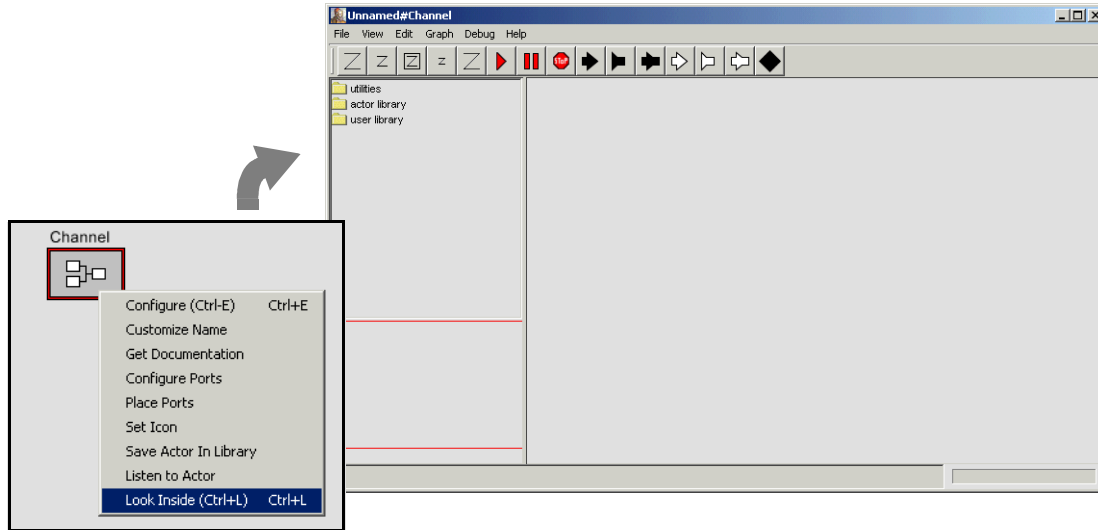 Unnamed#Channel
File View Edit Graph Debug Help
Z Z Z Z Z STOP
utilities
actor library
user library
Channel
Configure (Ctrl-E) Ctrl+E
Customize Name
Get Documentation
Configure Ports
Place Ports
Set Icon
Save Actor In Library
Listen to Actor
Look Inside (Ctrl+L) Ctrl+L